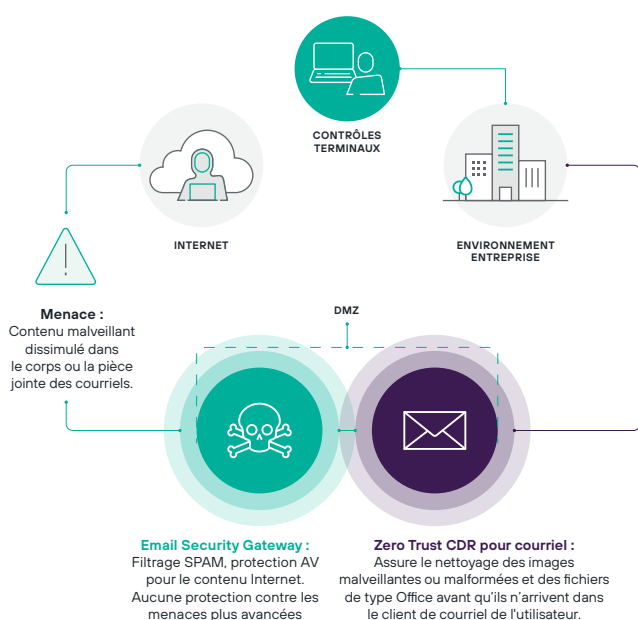 CONTRÔLES
TERMINAUX
INTERNET
ENVIRONNEMENT
ENTREPRISE
Menace :
Contenu malveillant
dissimulé dans
le corps ou la pièce
jointe des courriels.
DMZ
Email Security Gateway :
Filtrage SPAM, protection AV
pour le contenu Internet.
Aucune protection contre les
menaces plus avancées
Zero Trust CDR pour courriel :
Assure le nettoyage des images
malveillantes ou malformées et des fichiers
de type Office avant qu'ils n'arrivent dans
le client de courriel de l'utilisateur.